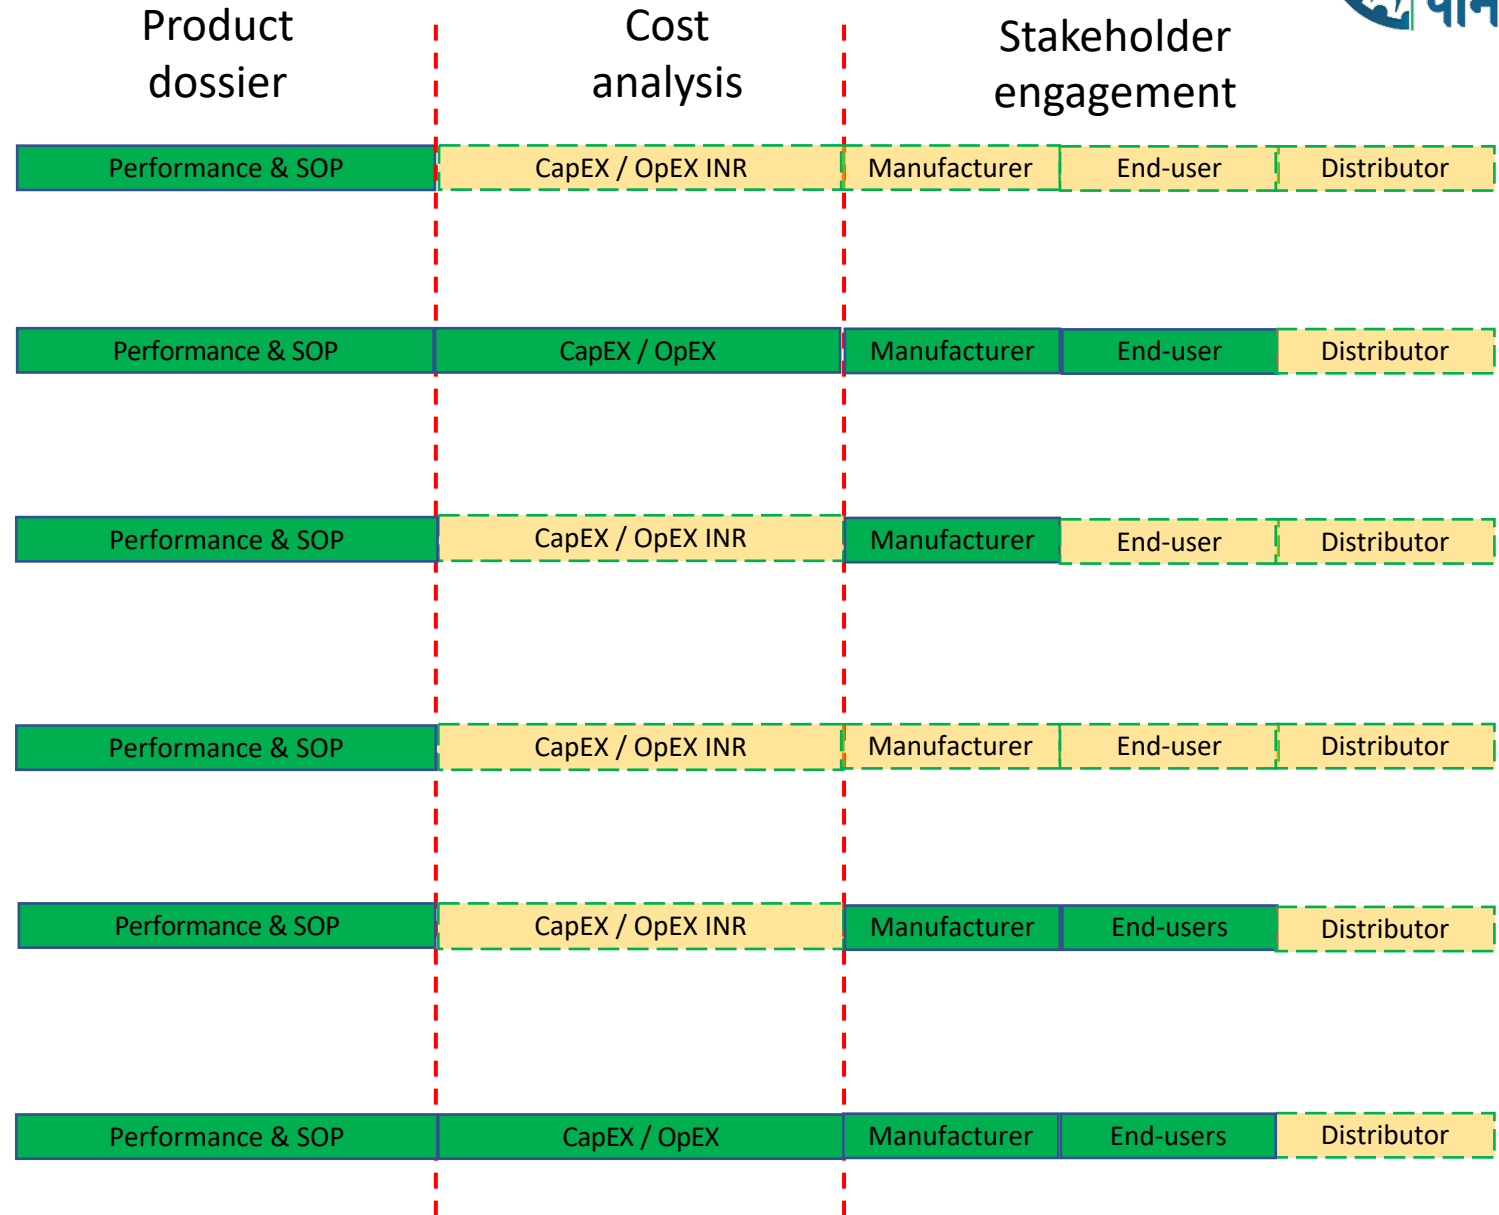 Product
dossier
Cost
analysis
Stakeholder
engagement
Performance & SOP
CapEX / OpEX INR
Manufacturer
End-user
Distributor
Performance & SOP
CapEX / OpEX
Manufacturer
End-user
Distributor
Performance & SOP
CapEX / OpEX INR
Manufacturer
End-user
Distributor
Performance & SOP
CapEX / OpEX INR
Manufacturer
End-user
Distributor
Performance & SOP
CapEX / OpEX INR
Manufacturer
End-users
Distributor
Performance & SOP
CapEX / OpEX
Manufacturer
End-users
Distributor